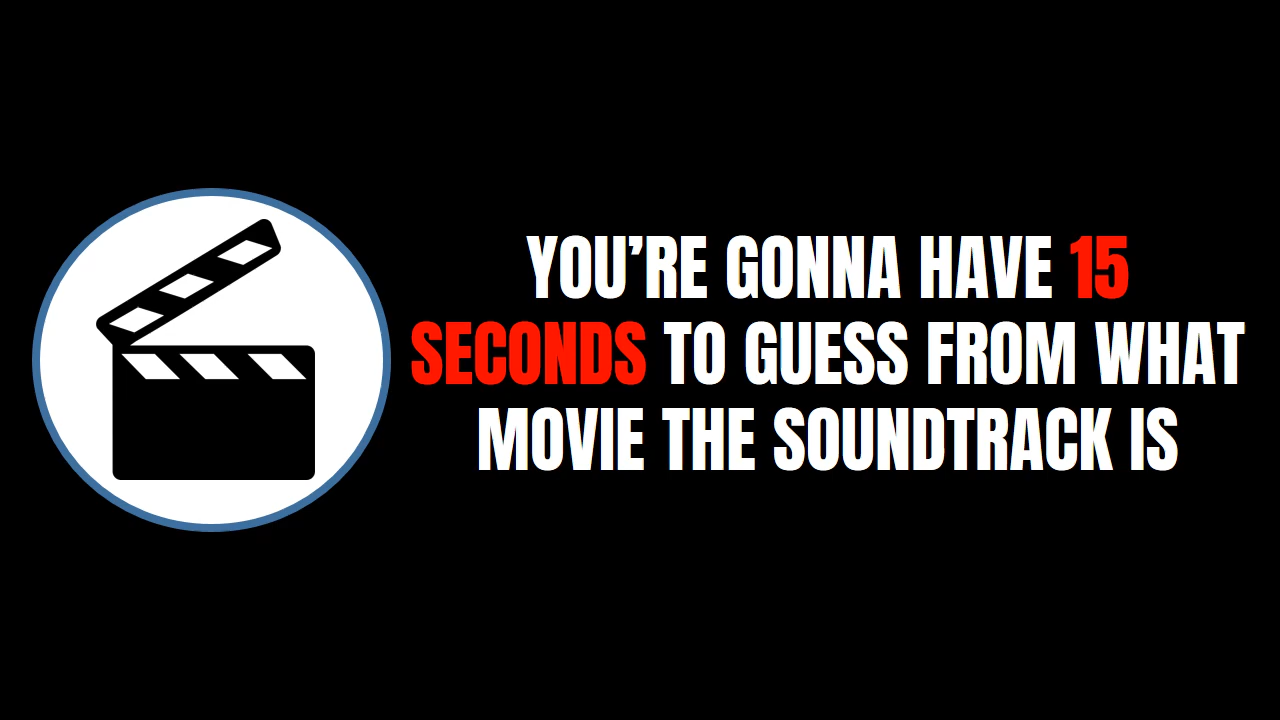 YOU’RE GONNA HAVE 15
SECONDS TO GUESS FROM WHAT
MOVIE THE SOUNDTRACK IS